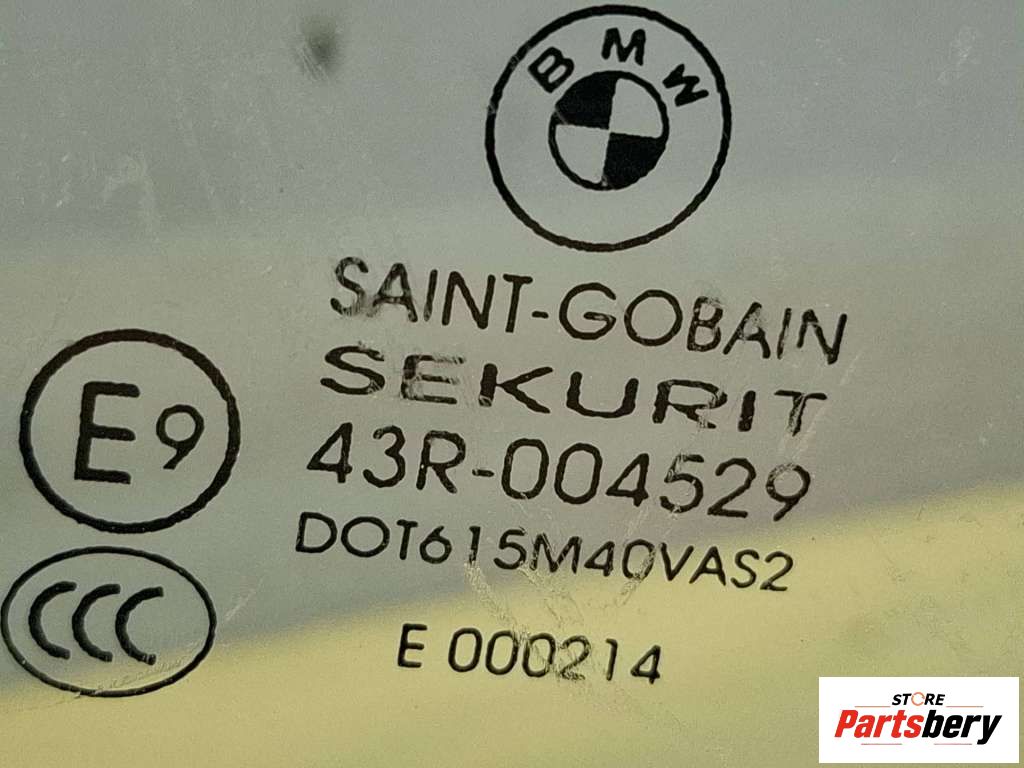 BMW
SAINT-GOBAIN
SEKURIT
E9
43R-004529
DOT615M40VAS2
CCC
E 000214
STORE
Partsbery